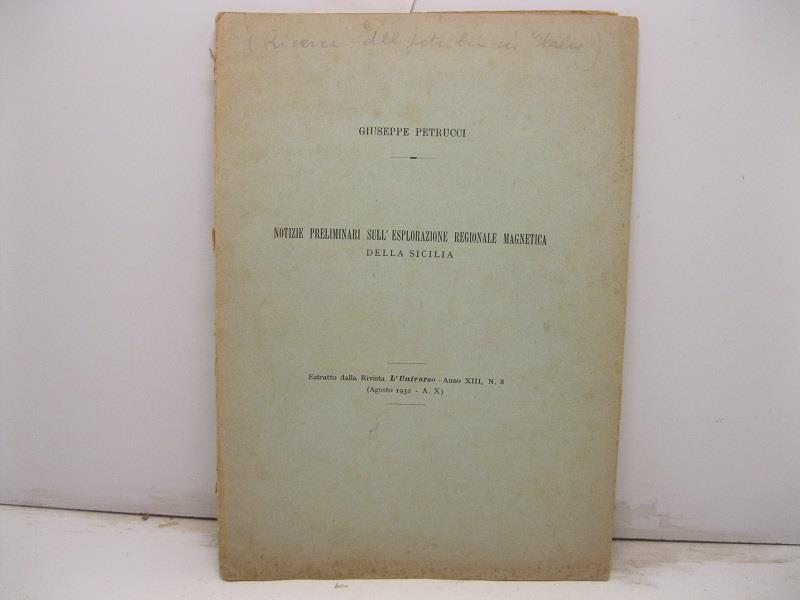 (Ricerca del petrolio in Italia)
GIUSEPPE PETRUCCI
NOTIZIE PRELIMINARI SULL' ESPLORAZIONE REGIONALE MAGNETICA
DELLA SICILIA
Estratto dalla Rivista L'Universo - Anno XIII, N. 8
(Agosto 1932 - A. X)